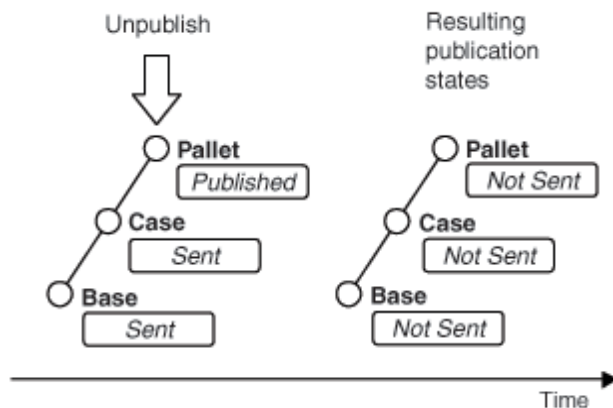 Unpublish
Resulting
publication
states
Pallet
Published
Case
Sent
Base
Sent
Pallet
Not Sent
Case
Not Sent
Base
Not Sent
Time